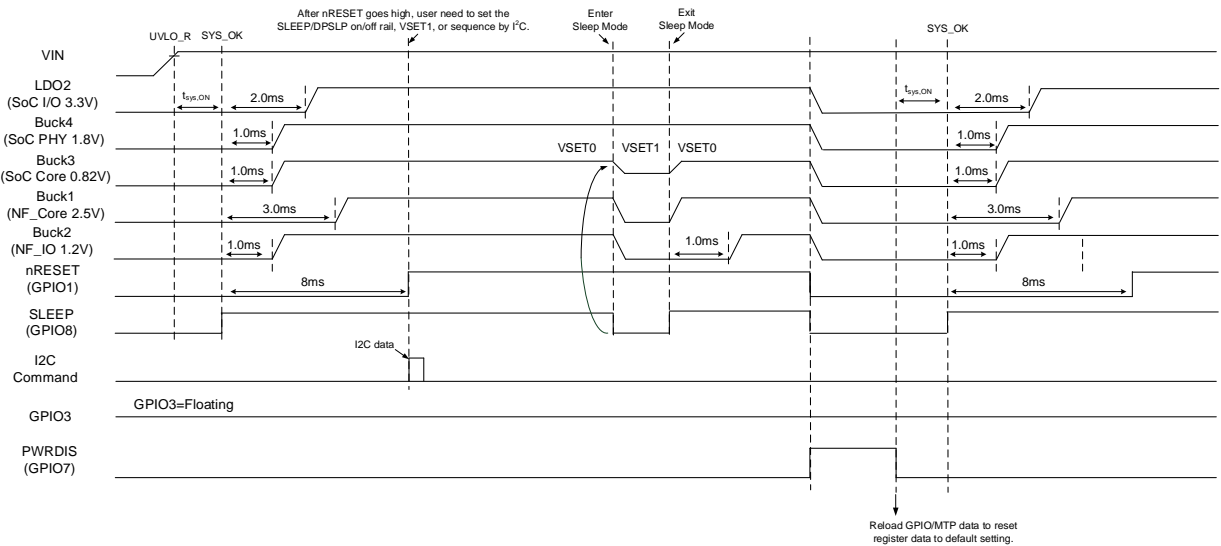 After nRESET goes high, user need to set the
SLEEP/DPSLP on/off rail, VSET1, or sequence by I²C.
Enter
Sleep Mode
Exit
Sleep Mode
UVLO_R
SYS_OK
SYS_OK
VIN
LDO2
(SoC I/O 3.3V)
tsys,ON
2.0ms
tsys,ON
2.0ms
Buck4
(SoC PHY 1.8V)
1.0ms
1.0ms
VSET0
VSET1
VSET0
Buck3
(SoC Core 0.82V)
1.0ms
1.0ms
Buck1
(NF_Core 2.5V)
3.0ms
3.0ms
Buck2
(NF_IO 1.2V)
1.0ms
1.0ms
1.0ms
nRESET
(GPIO1)
8ms
8ms
SLEEP
(GPIO8)
I2C data
I2C
Command
GPIO3=Floating
GPIO3
PWRDIS
(GPIO7)
Reload GPIO/MTP data to reset
register data to default setting.